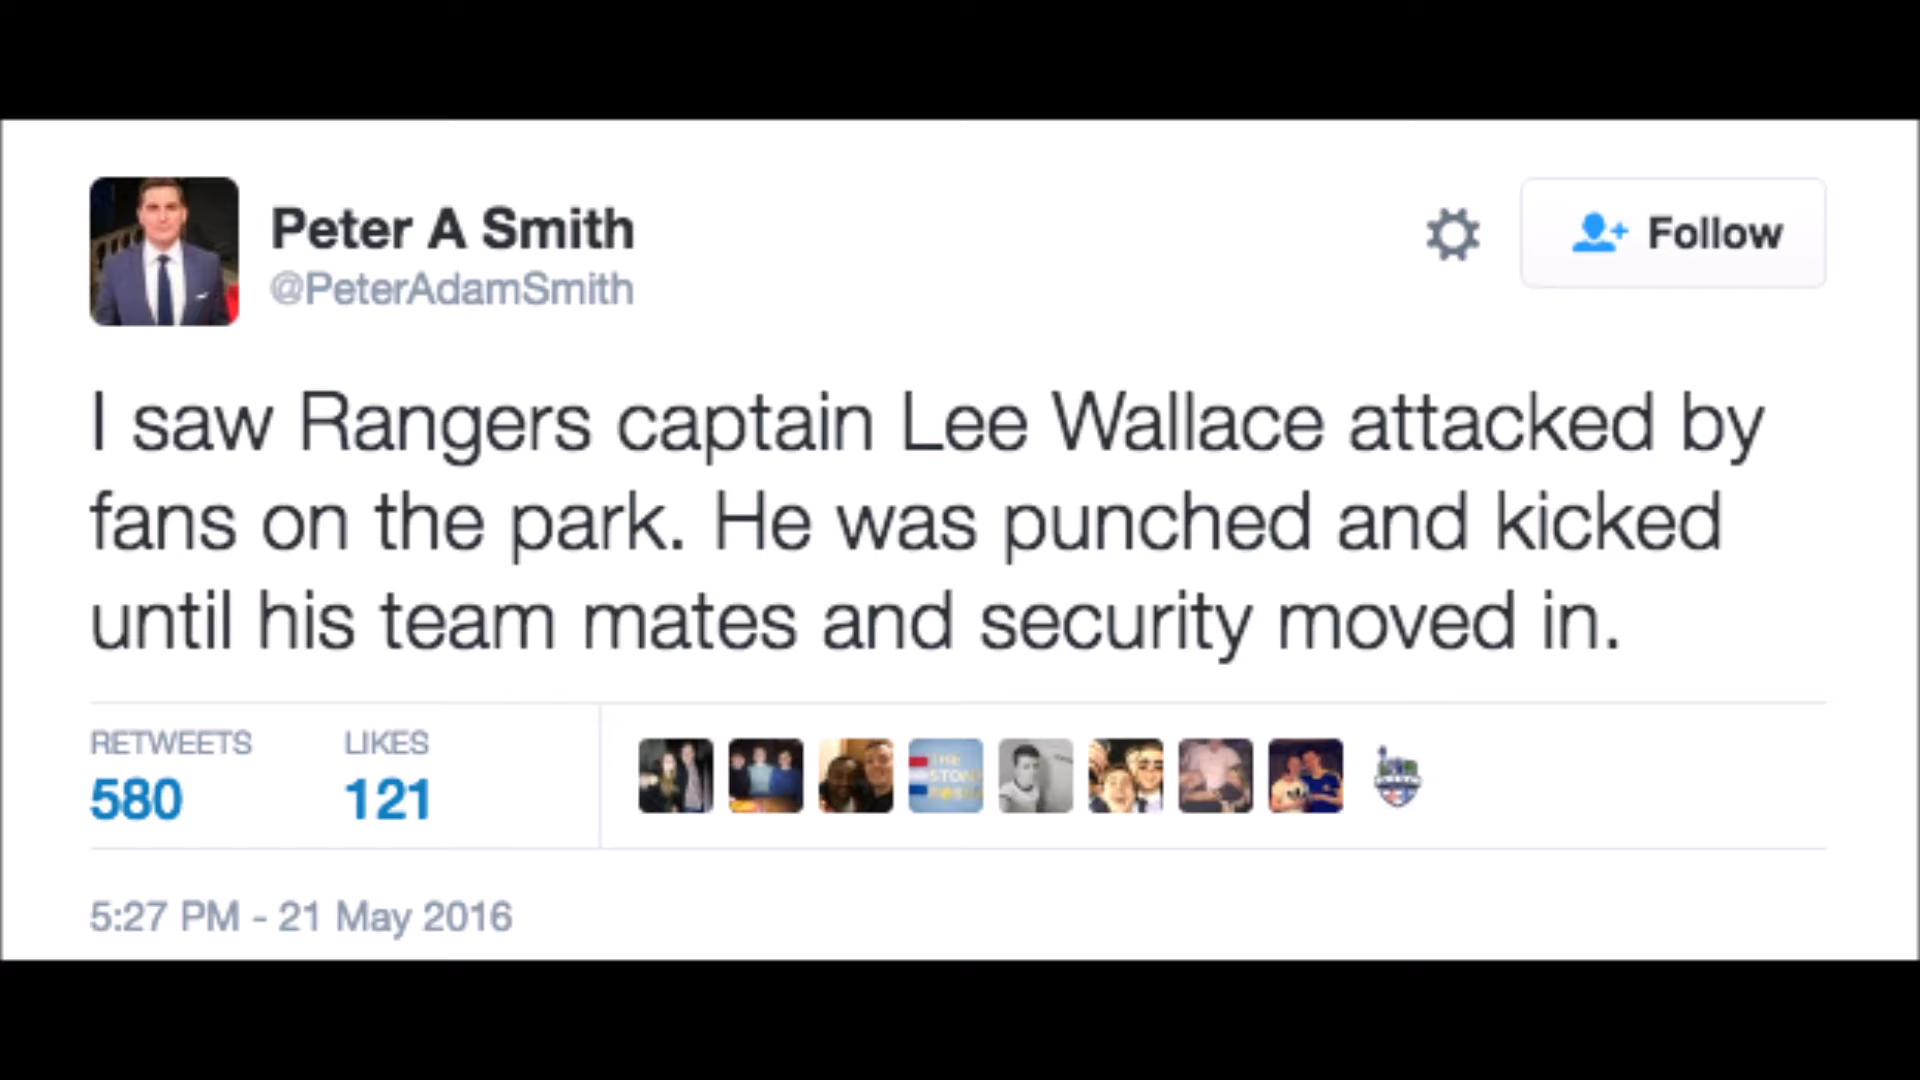 Peter A Smith
@PeterAdamSmith
Follow
I saw Rangers captain Lee Wallace attacked by
fans on the park. He was punched and kicked
until his team mates and security moved in.
RETWEETS LIKES
580 121
THE
STON
5:27 PM - 21 May 2016